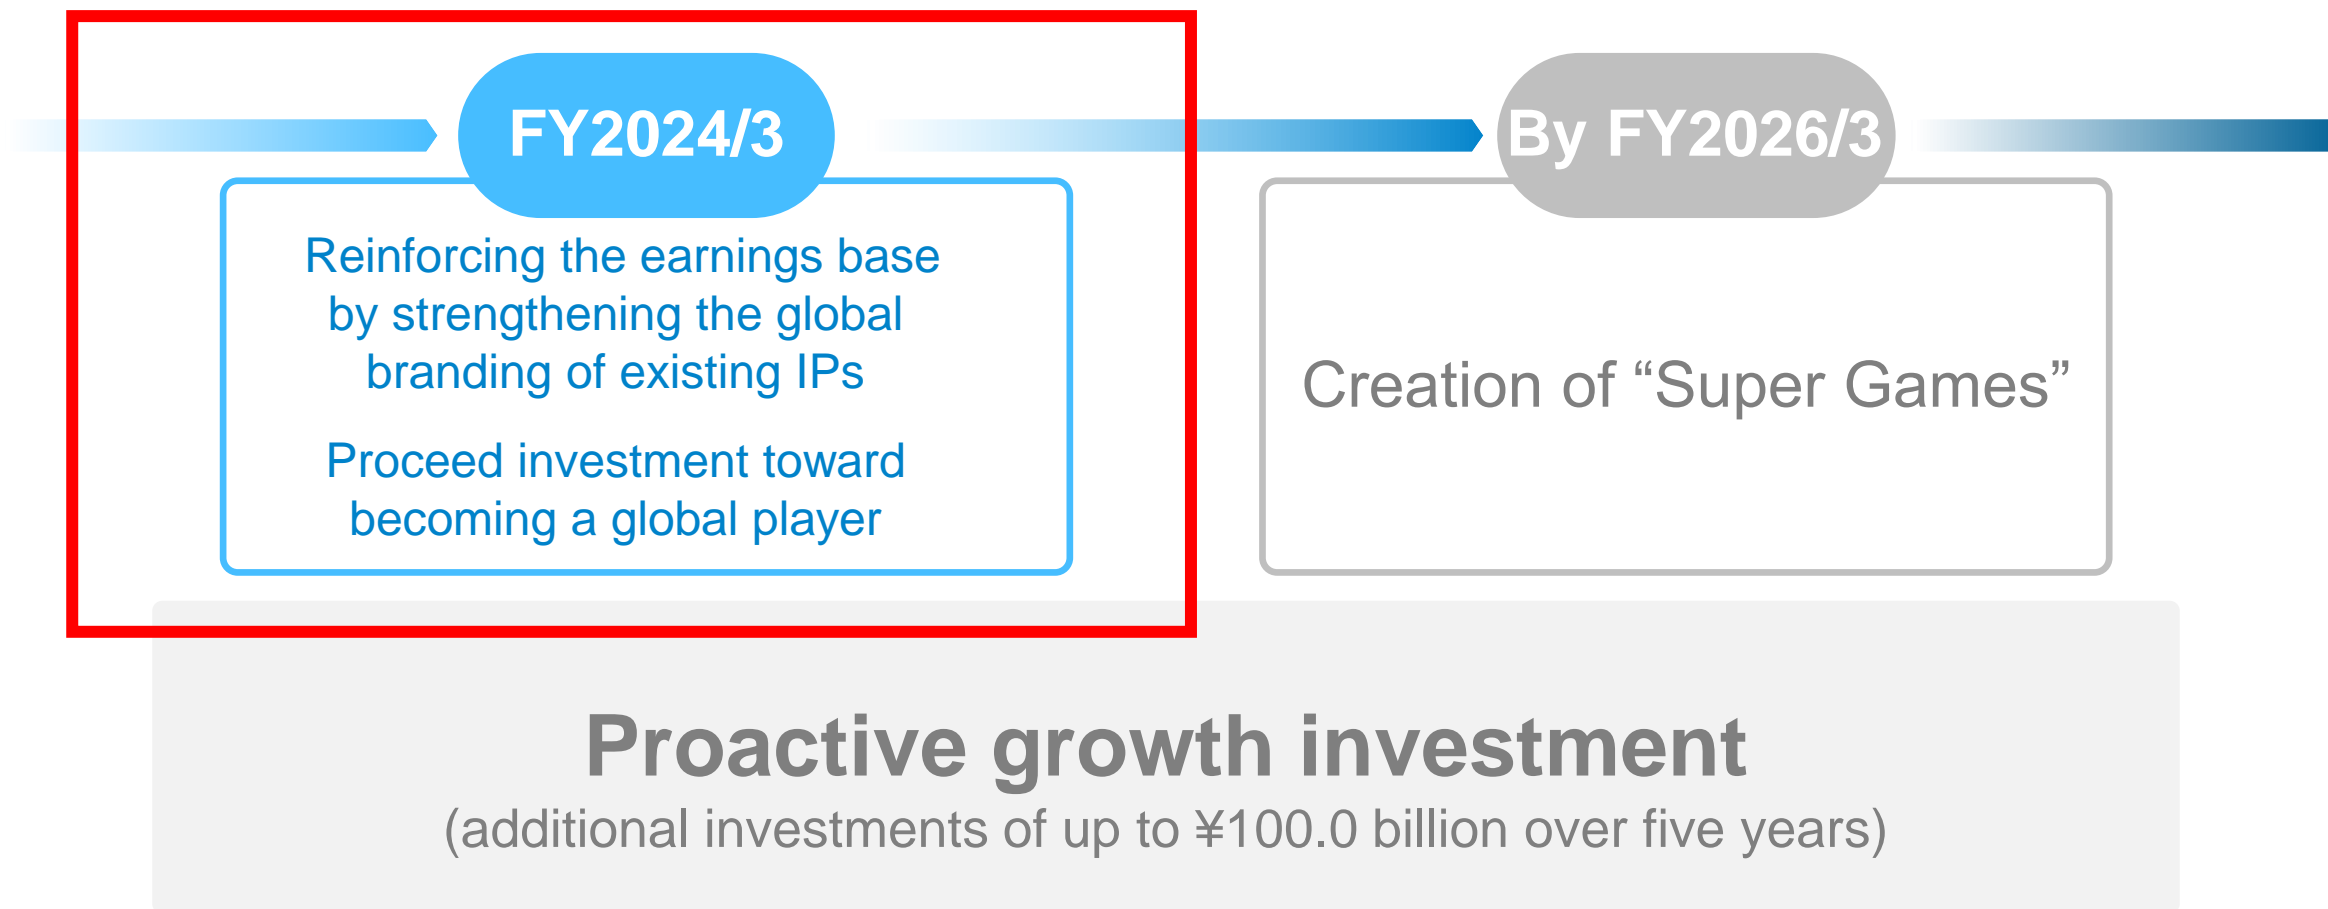 FY2024/3
Reinforcing the earnings base
by strengthening the global
branding of existing IPs
Proceed investment toward
becoming a global player
By FY2026/3
Creation of “Super Games”
Proactive growth investment
(additional investments of up to ¥100.0 billion over five years)